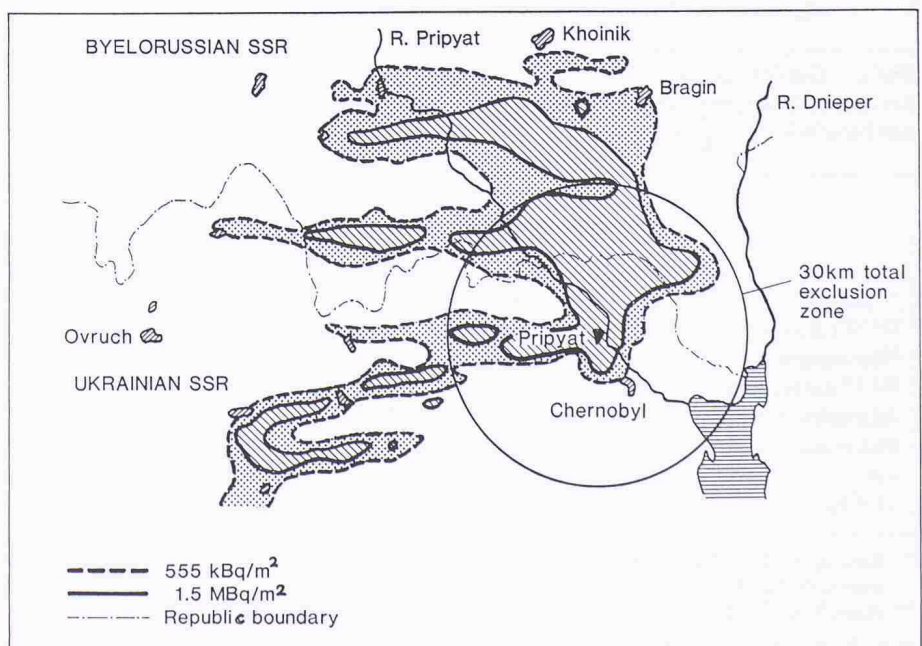 BYELORUSSIAN SSR
R. Pripyat
Khoinik
Bragin
R. Dnieper
30km total
exclusion
zone
Ovruch
Pripyat
UKRAINIAN SSR
Chernobyl
555 kBq/m²
1.5 MBq/m²
Republic boundary